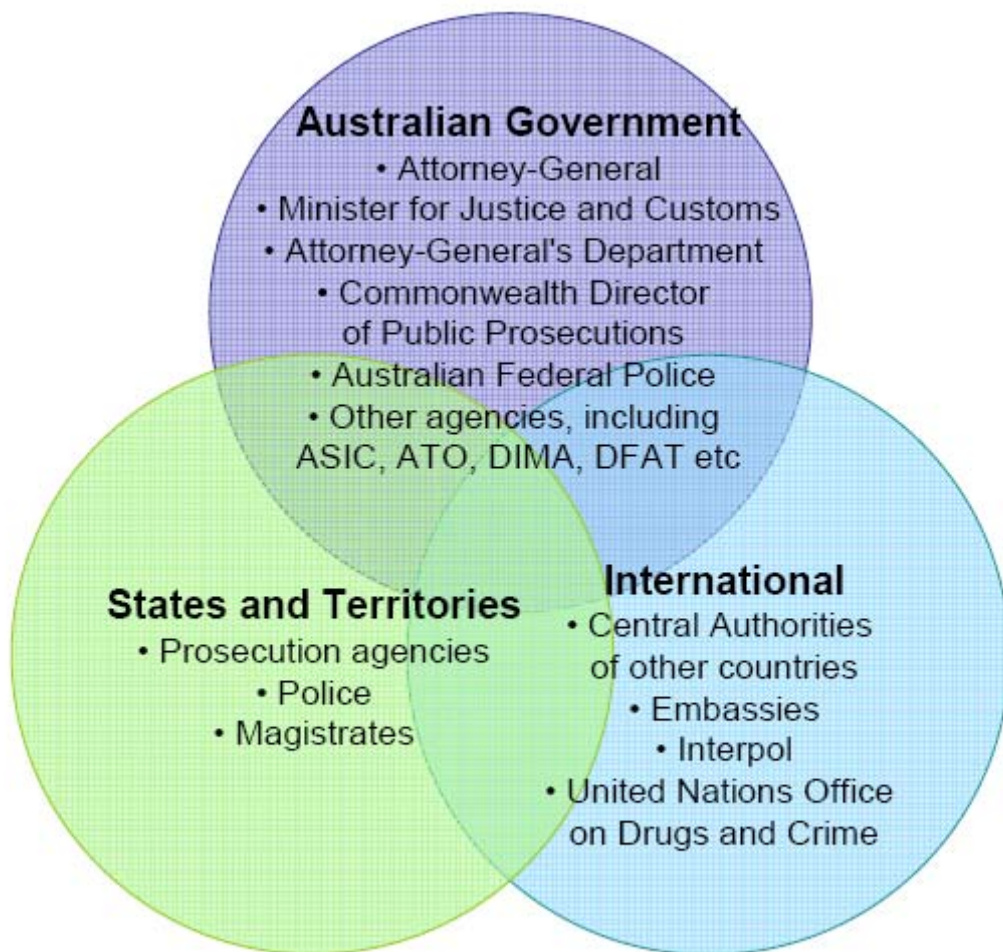 Australian Government
• Attorney-General
• Minister for Justice and Customs
• Attorney-General's Department
• Commonwealth Director
of Public Prosecutions
• Australian Federal Police
• Other agencies, including
ASIC, ATO, DIMA, DFAT etc
States and Territories
• Prosecution agencies
• Police
• Magistrates
International
• Central Authorities
of other countries
• Embassies
• Interpol
• United Nations Office
on Drugs and Crime